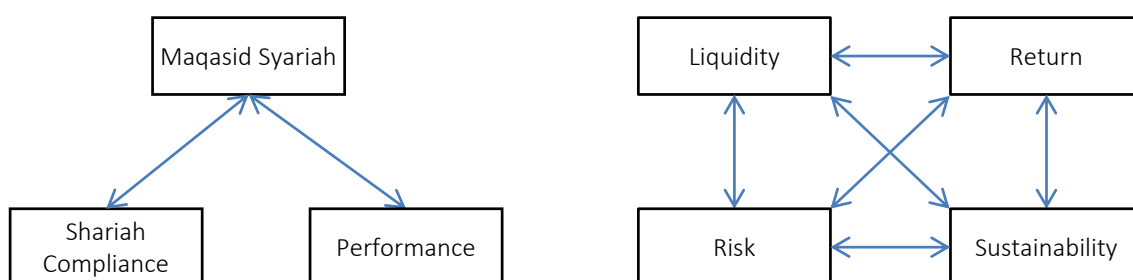 Maqasid Syariah
Shariah
Compliance
Performance
Liquidity
Return
Risk
Sustainability